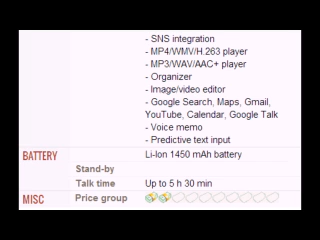 - SNS integration
- MP4/WMV/H.263 player
- MP3/WAV/AAC+ player
- Organizer
- Image/video editor
- Google Search, Maps, Gmail,
YouTube, Calendar, Google Talk
- Voice memo
- Predictive text input
BATTERY Li-Ion 1450 mAh battery
Stand-by
Talk time Up to 5 h 30 min
MISC Price group